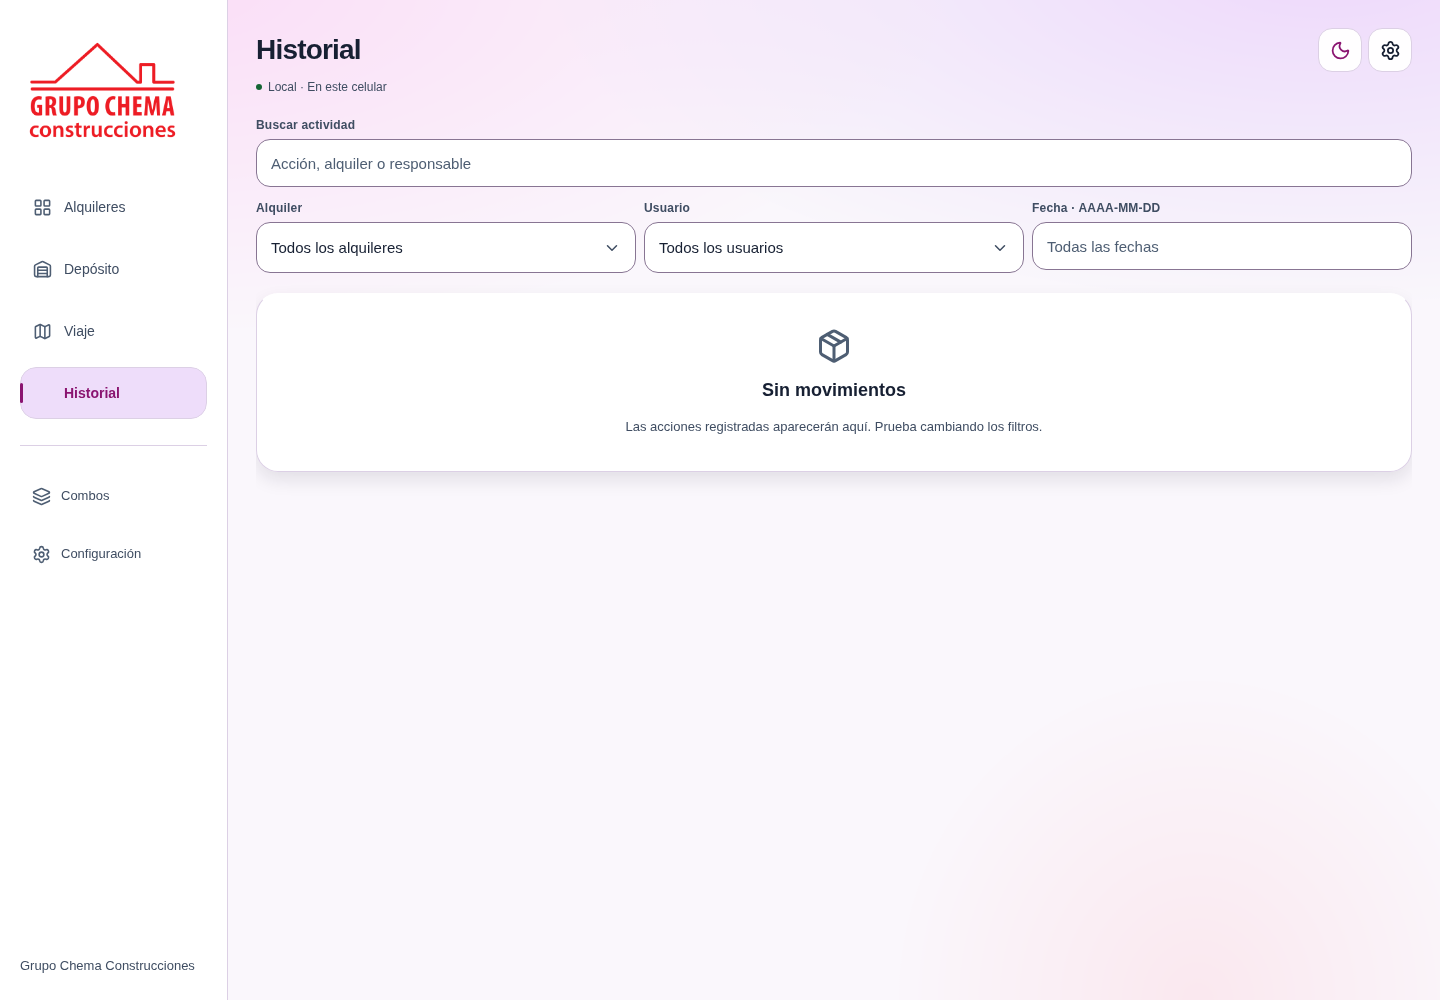 GRUPO CHEMA
construcciones
Alquileres
Depósito
Viaje
Historial
Combos
Configuración
Grupo Chema Construcciones
Historial
Local · En este celular
Buscar actividad
Acción, alquiler o responsable
Alquiler
Usuario
Fecha · AAAA-MM-DD
Todos los alquileres
Todos los usuarios
Todas las fechas
Sin movimientos
Las acciones registradas aparecerán aquí. Prueba cambiando los filtros.